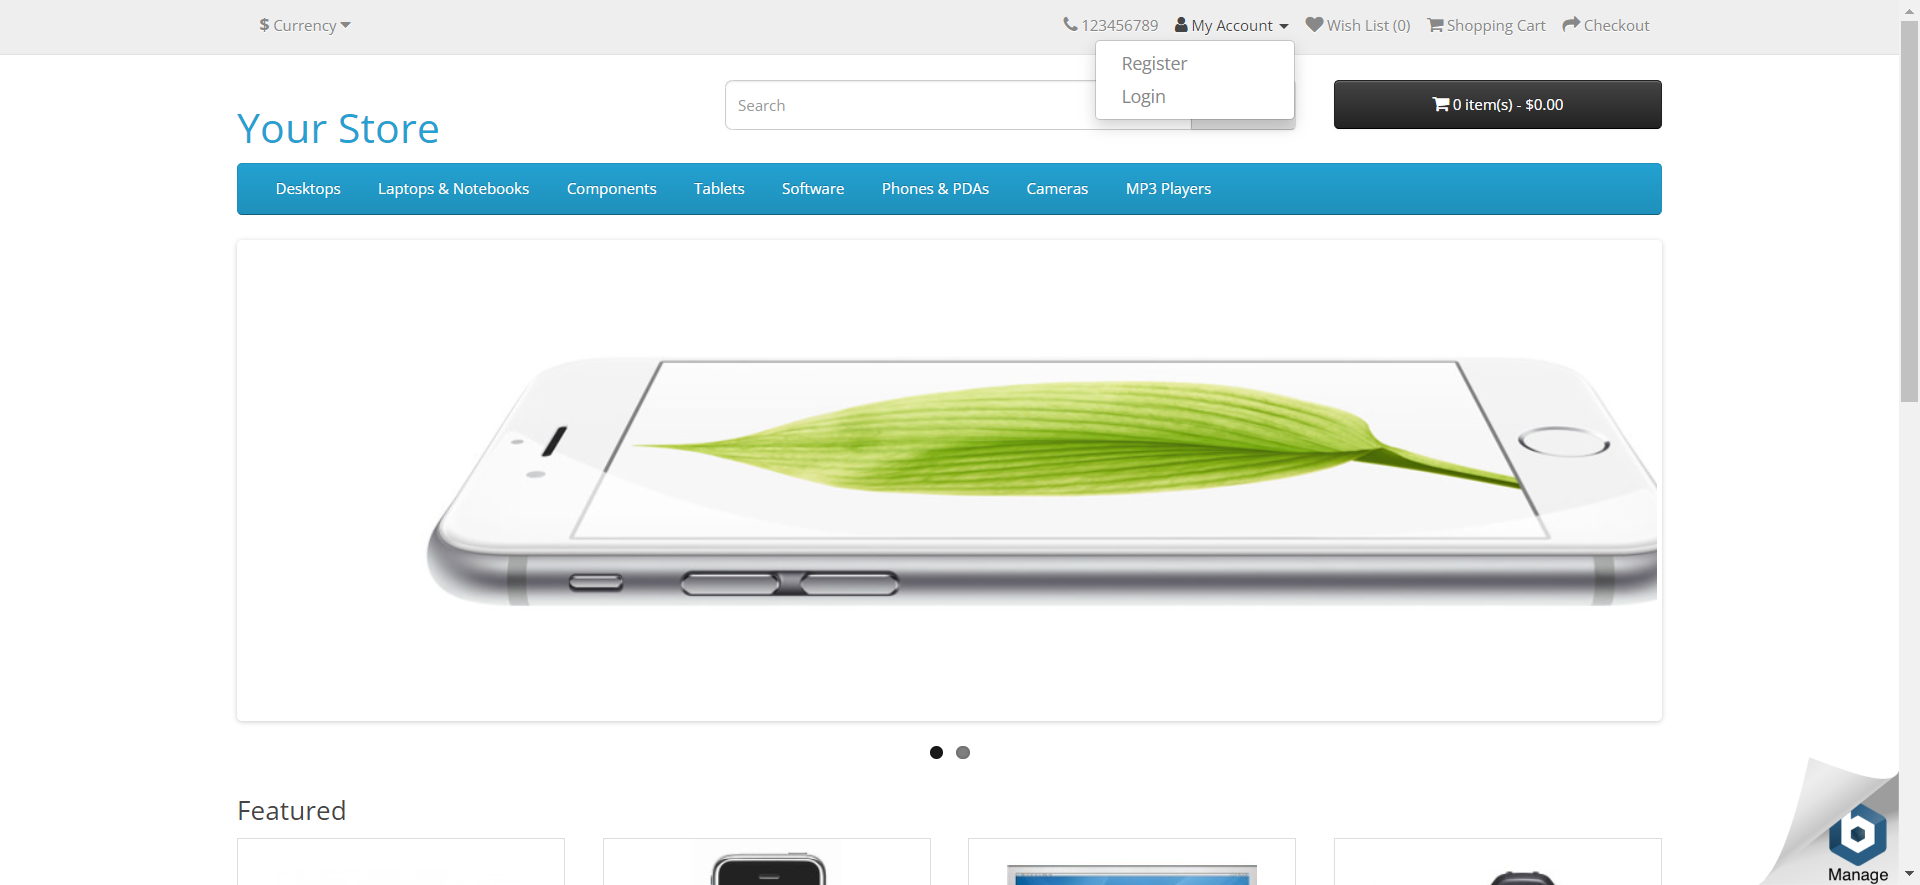 $ Currency
123456789 My Account Wish List (0) Shopping Cart Checkout
Register
Login
Search
0 item(s) - $0.00
Your Store
Desktops Laptops & Notebooks Components Tablets Software Phones & PDAs Cameras MP3 Players
Featured
b
Manage